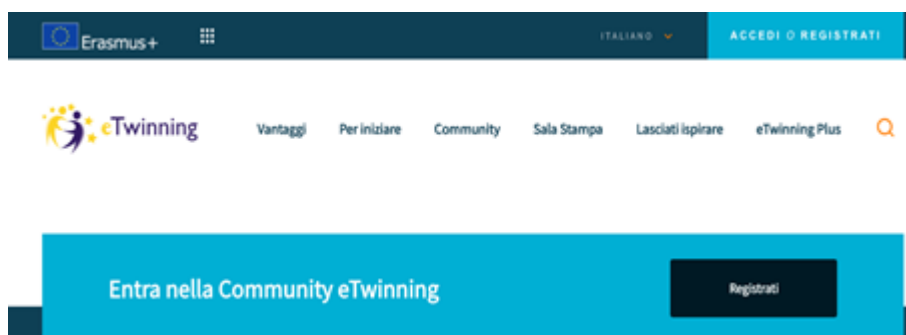 Erasmus+
ITALIANO
ACCEDI O REGISTRATI
eTwinning
Vantaggi Per iniziare Community Sala Stampa Lasciati ispirare eTwinning Plus
Entra nella Community eTwinning
Registrati